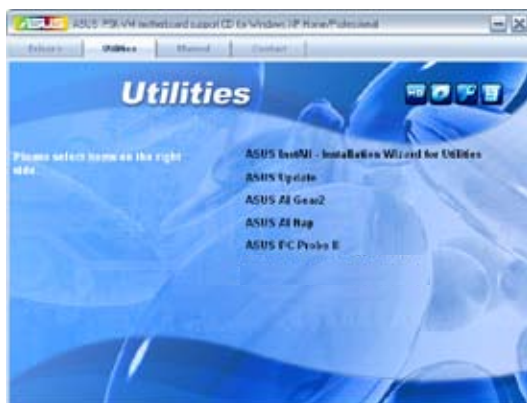 ASUS P5K-VM motherboard support CD for Windows XP Home/Professional
Drivers
Utilities
Manual
Contact
Utilities
Please select items on the right
side.
ASUS InstAll - Installation Wizard for Utilities
ASUS Update
ASUS AI Gear2
ASUS AI Nap
ASUS PC Probe II